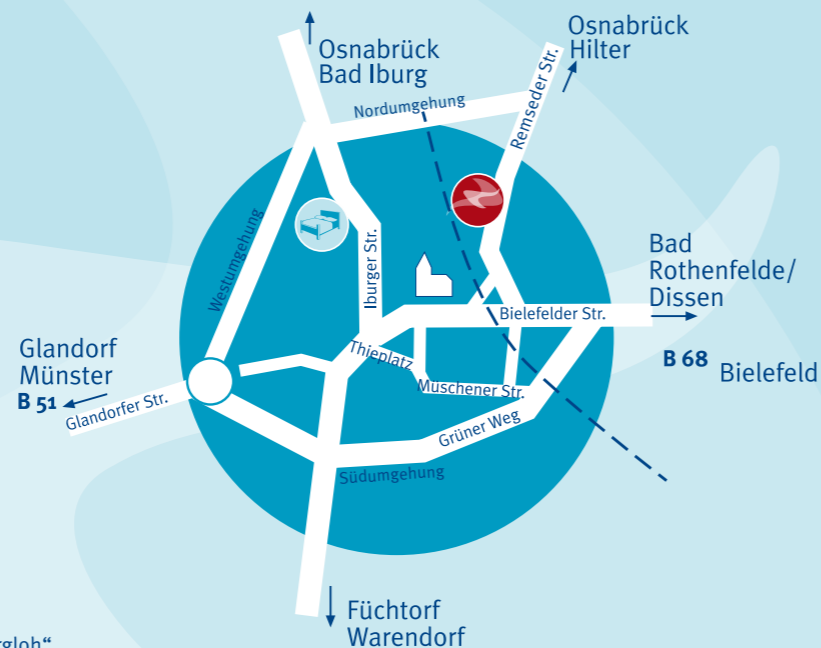 Osnabrück
Bad Iburg
Osnabrück
Hilter
Nordumgehung
Remseder Str.
Westumgehung
Iburger Str.
Bad
Rothenfelde/
Dissen
Bielefelder Str.
Glandorf
Münster
B 51
Thieplatz
B 68
Bielefeld
Müschener Str.
Glandorfer Str.
Grüner Weg
Südumgehung
Füchtorf
Warendorf